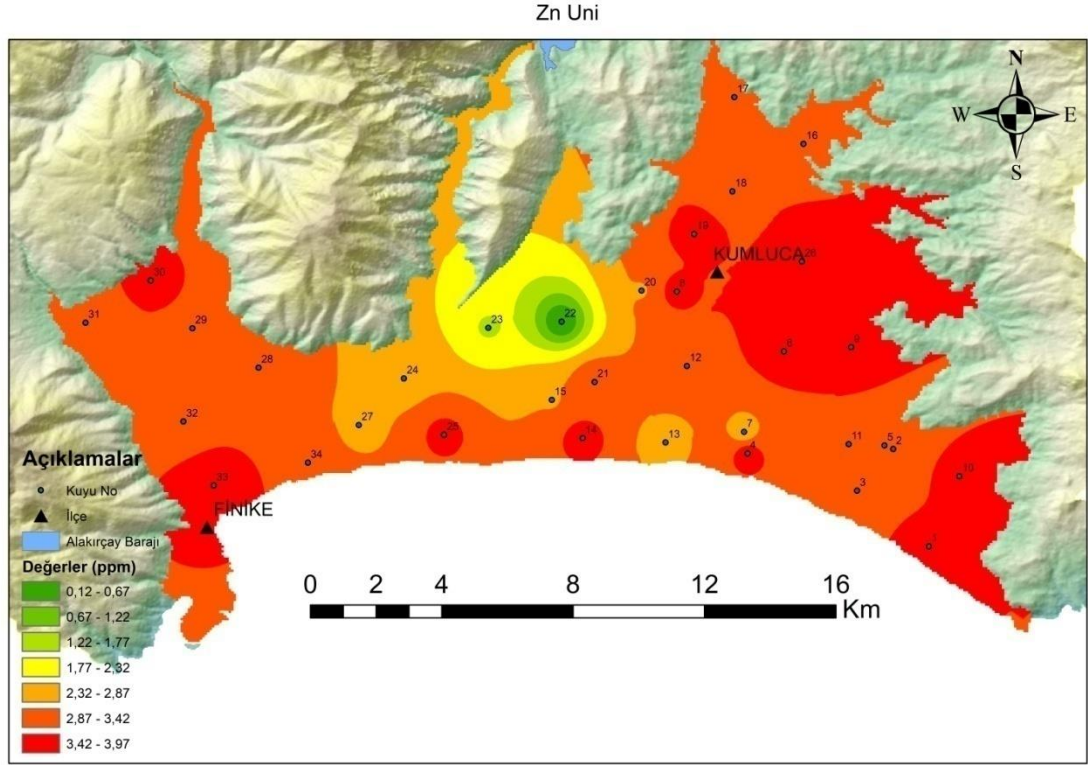 Zn Uni
N
W E
S
17
16
18
19
KUMLUCA
26
30
20
6
31
29
23
22
8
9
28
12
24
21
15
32
27
7
25
14
13
4
11
5
2
34
33
3
10
1
FİNİKE
Açıklamalar
Kuyu No
İlçe
Alakırçay Barajı
Değerler (ppm)
0,12 - 0,67
0,67 - 1,22
1,22 - 1,77
1,77 - 2,32
2,32 - 2,87
2,87 - 3,42
3,42 - 3,97
0 2 4 8 12 16
Km